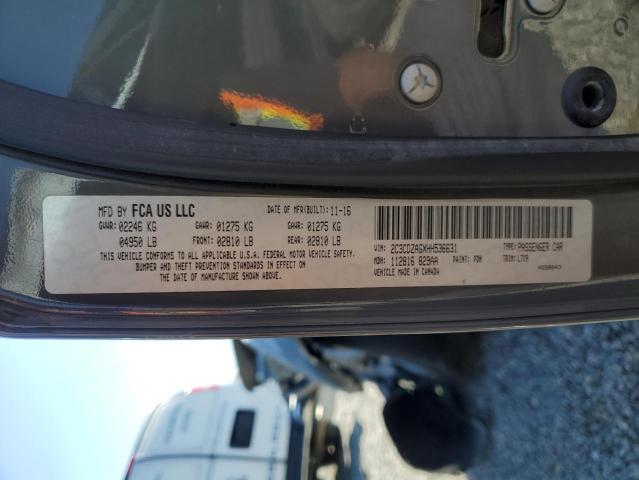 MFD BY FCA US LLC DATE OF MFR(BUILT): 11-16
GVWR: 02246 KG GAWR: 01275 KG GAWR: 01275 KG
04950 LB FRONT: 02810 LB REAR: 02810 LB
THIS VEHICLE CONFORMS TO ALL APPLICABLE U.S.A. FEDERAL MOTOR VEHICLE SAFETY,
BUMPER AND THEFT PREVENTION STANDARDS IN EFFECT ON
THE DATE OF MANUFACTURE SHOWN ABOVE.
VIN: 2C3CDZAGXHH536631 TYPE: PASSENGER CAR
MDH: 112816 029AA PAINT: PDN TRIM: L7X9
VEHICLE MADE IN CANADA